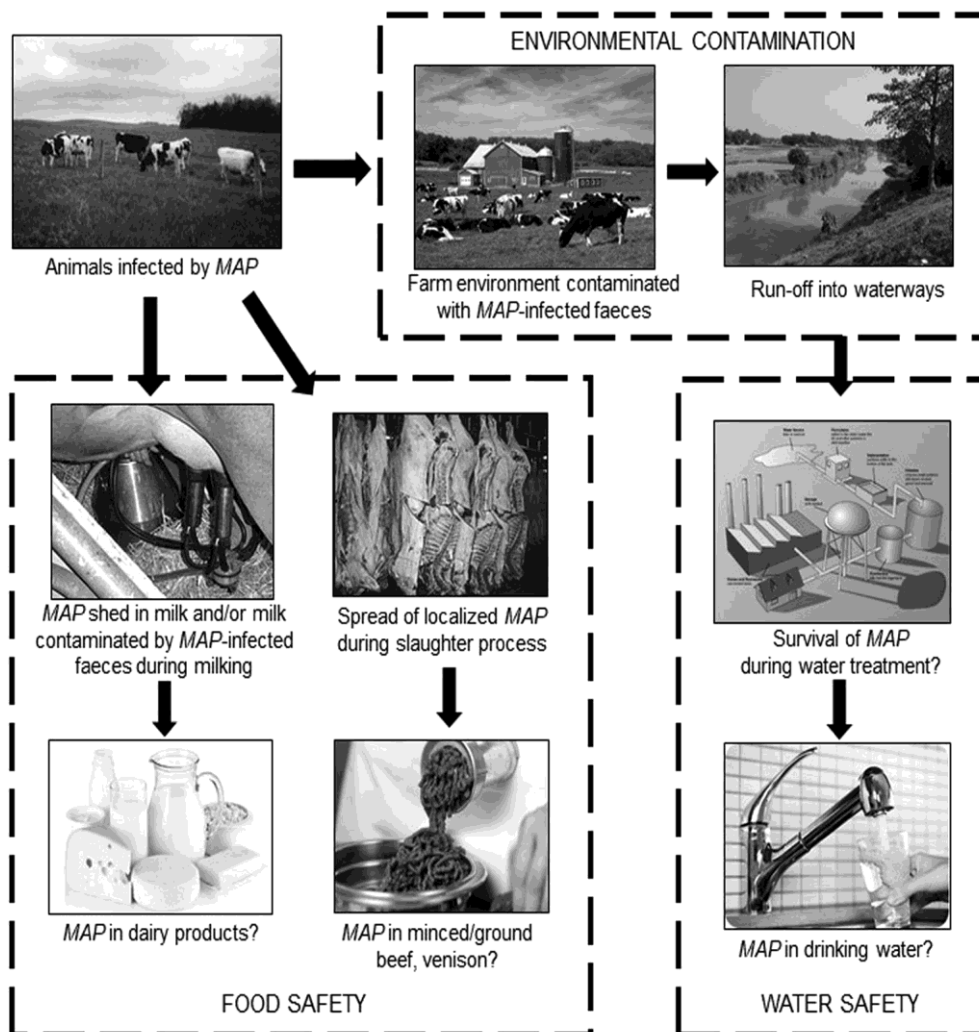 ENVIRONMENTAL CONTAMINATION
Animals infected by MAP
Farm environment contaminated
with MAP-infected faeces
Run-off into waterways
MAP shed in milk and/or milk
contaminated by MAP-infected
faeces during milking
Spread of localized MAP
during slaughter process
Survival of MAP
during water treatment?
MAP in dairy products?
MAP in minced/ground
beef, venison?
MAP in drinking water?
FOOD SAFETY
WATER SAFETY